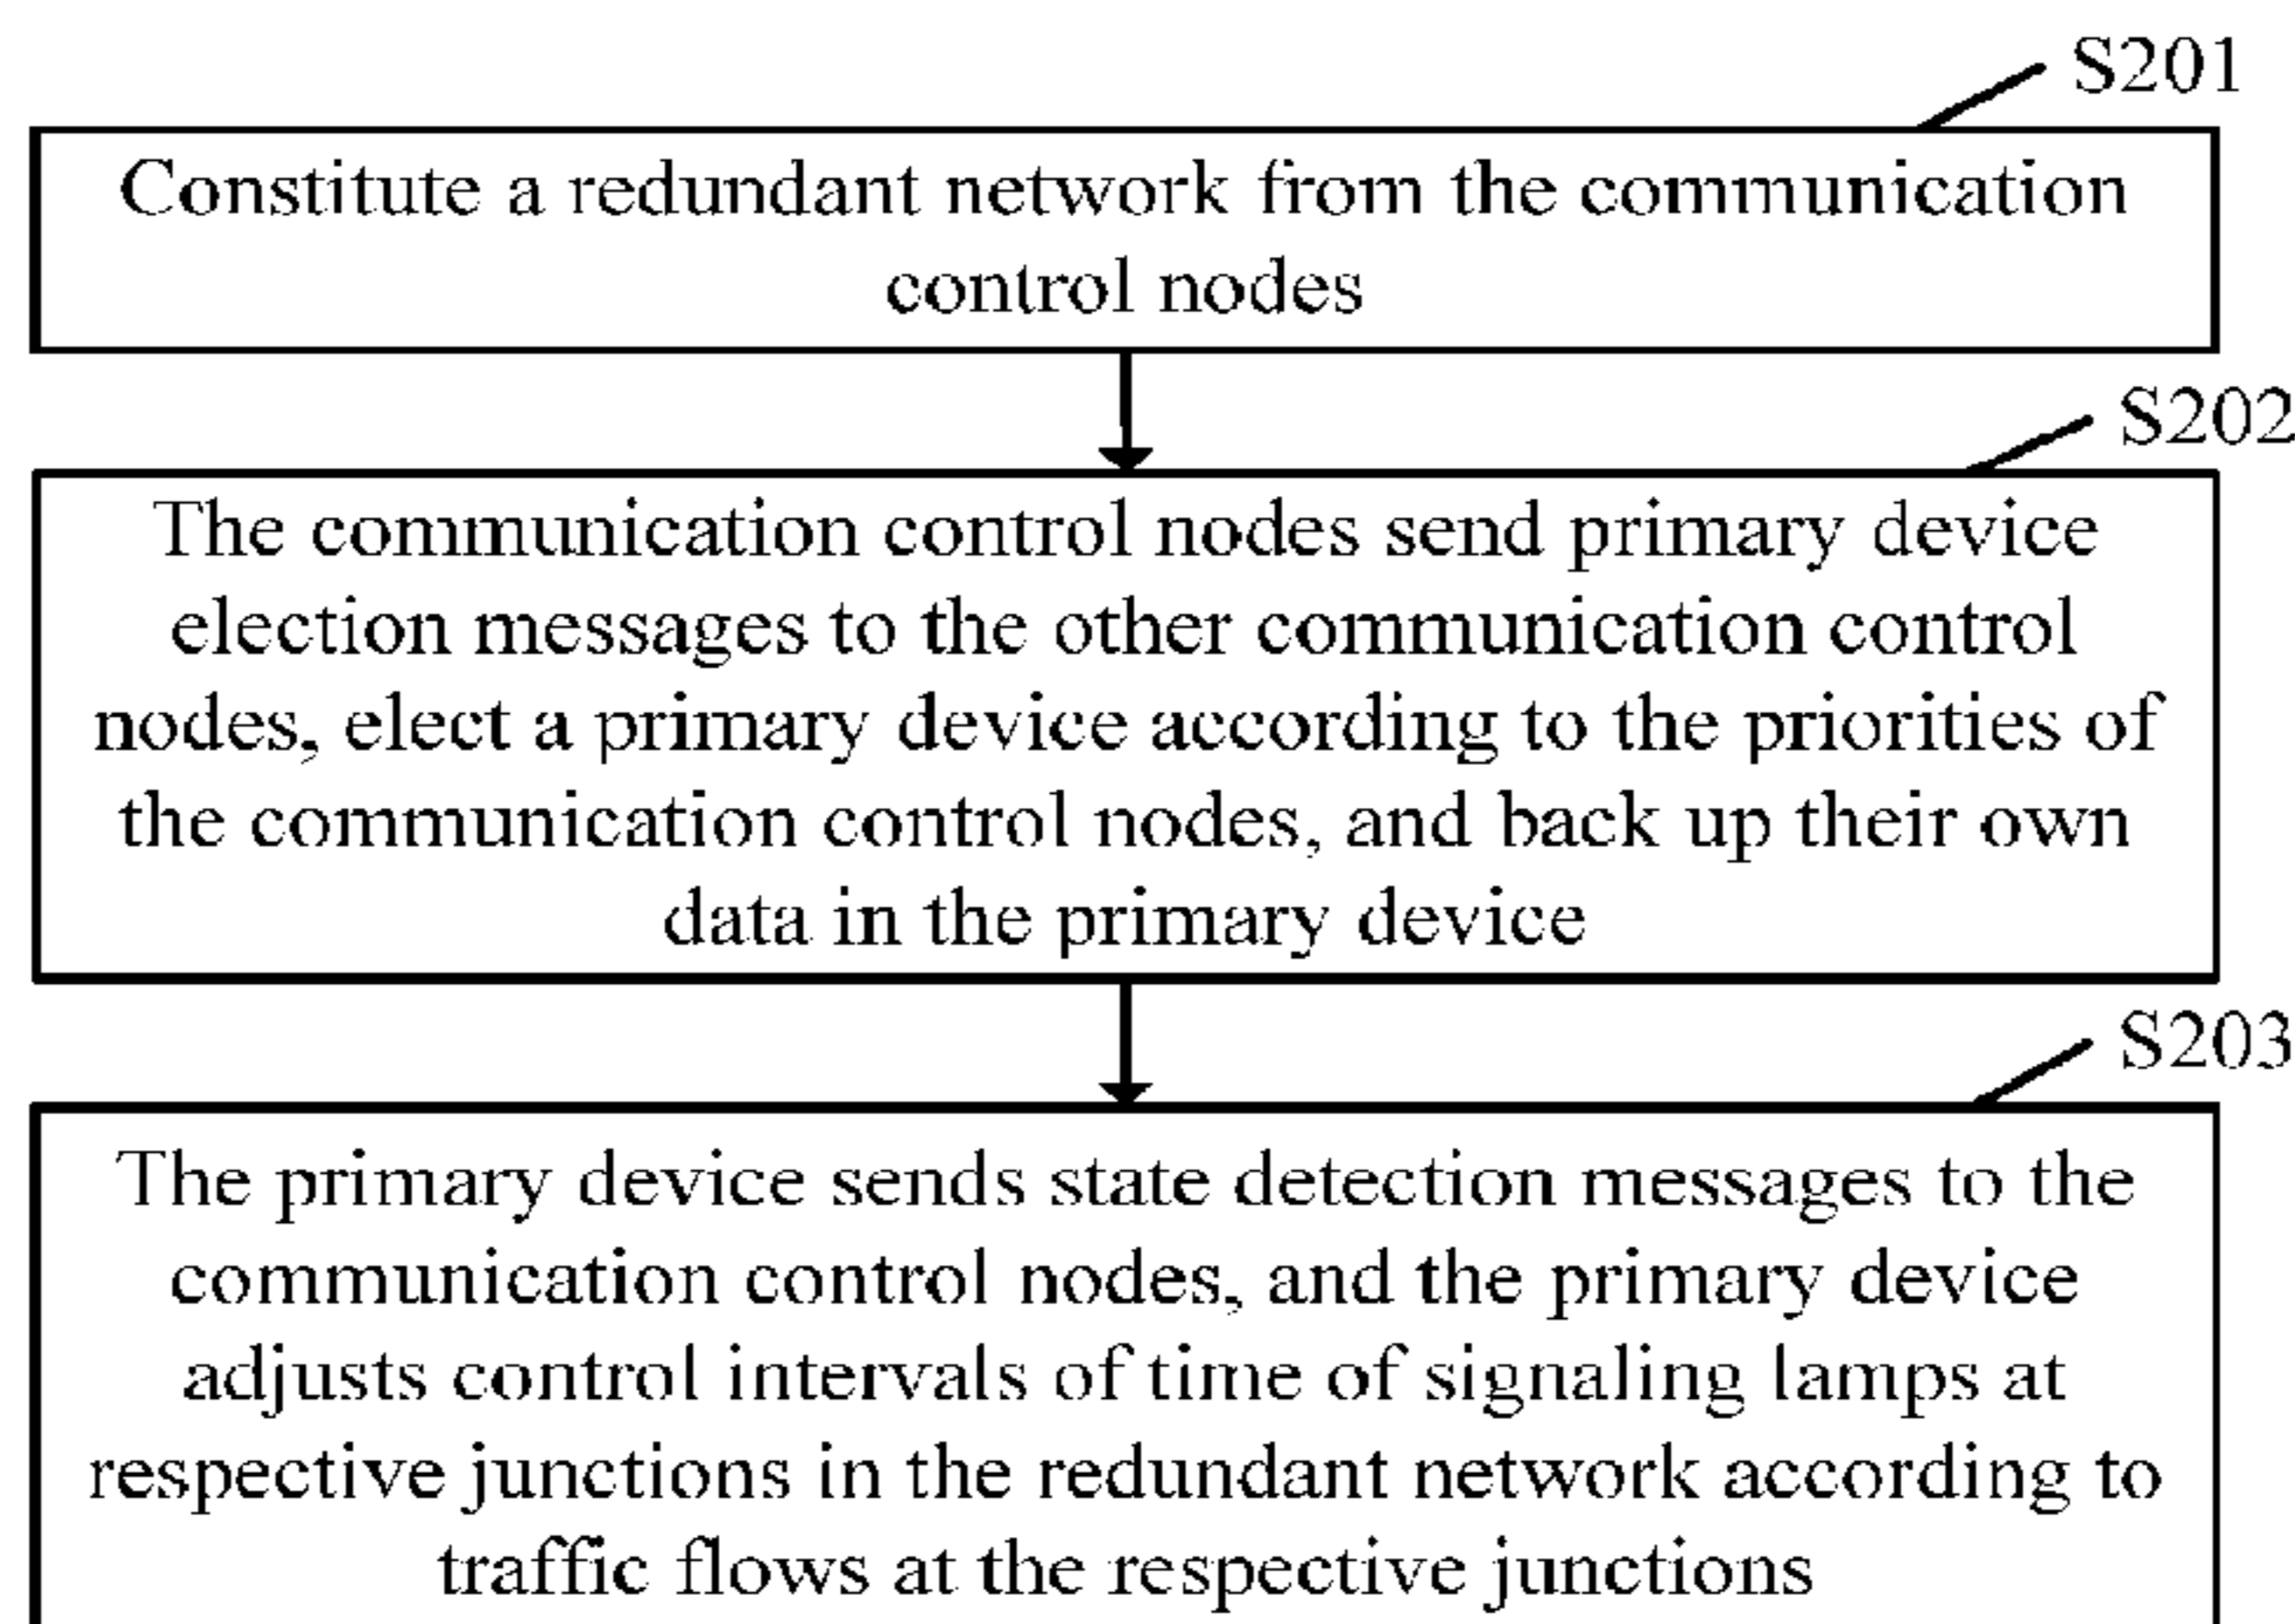 S201
Constitute a redundant network from the communication
control nodes
S202
The communication control nodes send primary device
election messages to the other communication control
nodes, elect a primary device according to the priorities of
the communication control nodes, and back up their own
data in the primary device
S203
The primary device sends state detection messages to the
communication control nodes, and the primary device
adjusts control intervals of time of signaling lamps at
respective junctions in the redundant network according to
traffic flows at the respective junctions